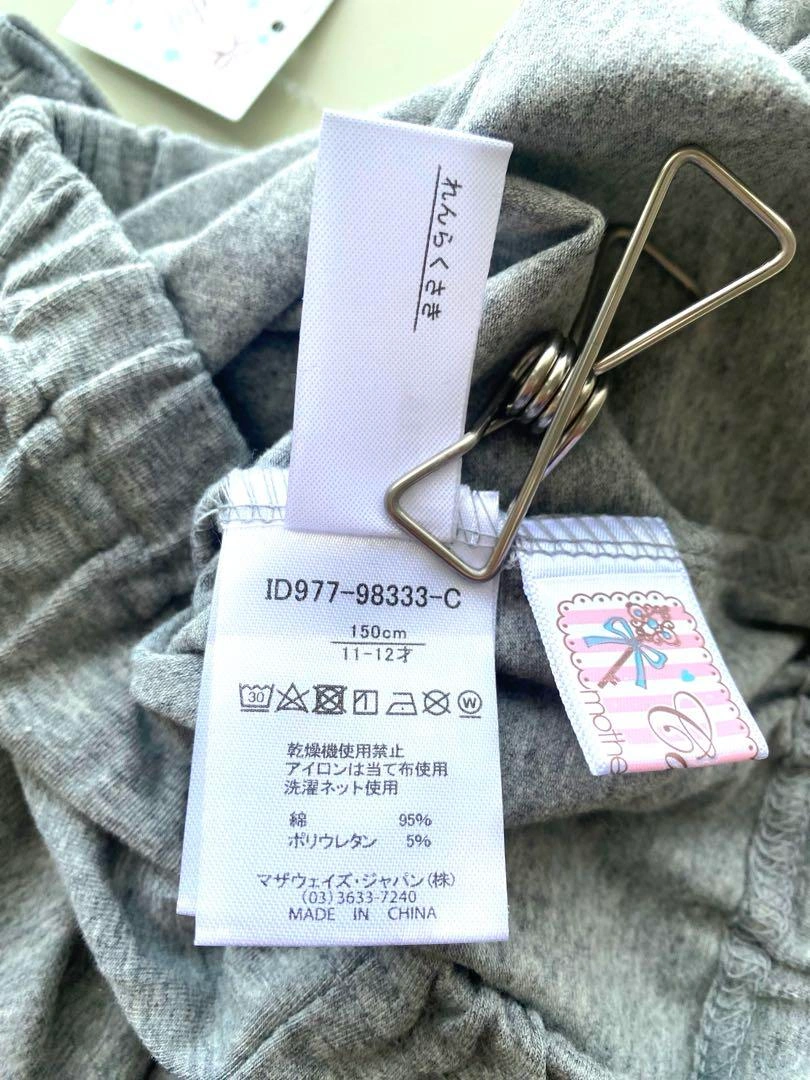 れんらくさき
ID977-98333-C
150cm
11-12才
30
W
乾燥機使用禁止
アイロンは当て布使用
洗濯ネット使用
綿 95%
ポリウレタン 5%
マザウェイズ・ジャパン(株)
(03)3633-7240
MADE IN CHINA
mothe